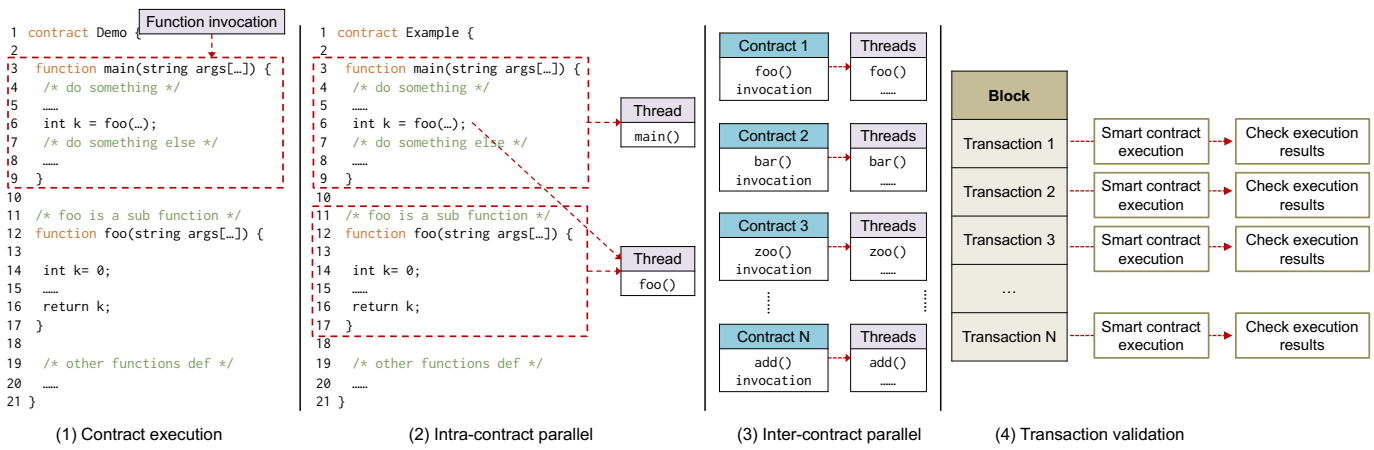 Function invocation
1 contract Demo {
2
3 function main(string args[…]) {
4 /* do something */
5 ……
6 int k = foo(…);
7 /* do something else */
8 ……
9 }
10
11 /* foo is a sub function */
12 function foo(string args[…]) {
13
14 int k= 0;
15 ……
16 return k;
17 }
18
19 /* other functions def */
20 ……
21 }
(1) Contract execution
1 contract Example {
2
3 function main(string args[…]) {
4 /* do something */
5 ……
6 int k = foo(…);
7 /* do something else */
8 ……
9 }
10
11 /* foo is a sub function */
12 function foo(string args[…]) {
13
14 int k= 0;
15 ……
16 return k;
17 }
18
19 /* other functions def */
20 ……
21 }
Thread
main()
Thread
foo()
(2) Intra-contract parallel
Contract 1
foo()
invocation
Threads
foo()
……
Contract 2
bar()
invocation
Threads
bar()
……
Contract 3
zoo()
invocation
Threads
zoo()
……
Contract N
add()
invocation
Threads
add()
……
(3) Inter-contract parallel
Block
Transaction 1
Smart contract
execution
Check execution
results
Transaction 2
Smart contract
execution
Check execution
results
Transaction 3
Smart contract
execution
Check execution
results
…
Transaction N
Smart contract
execution
Check execution
results
(4) Transaction validation